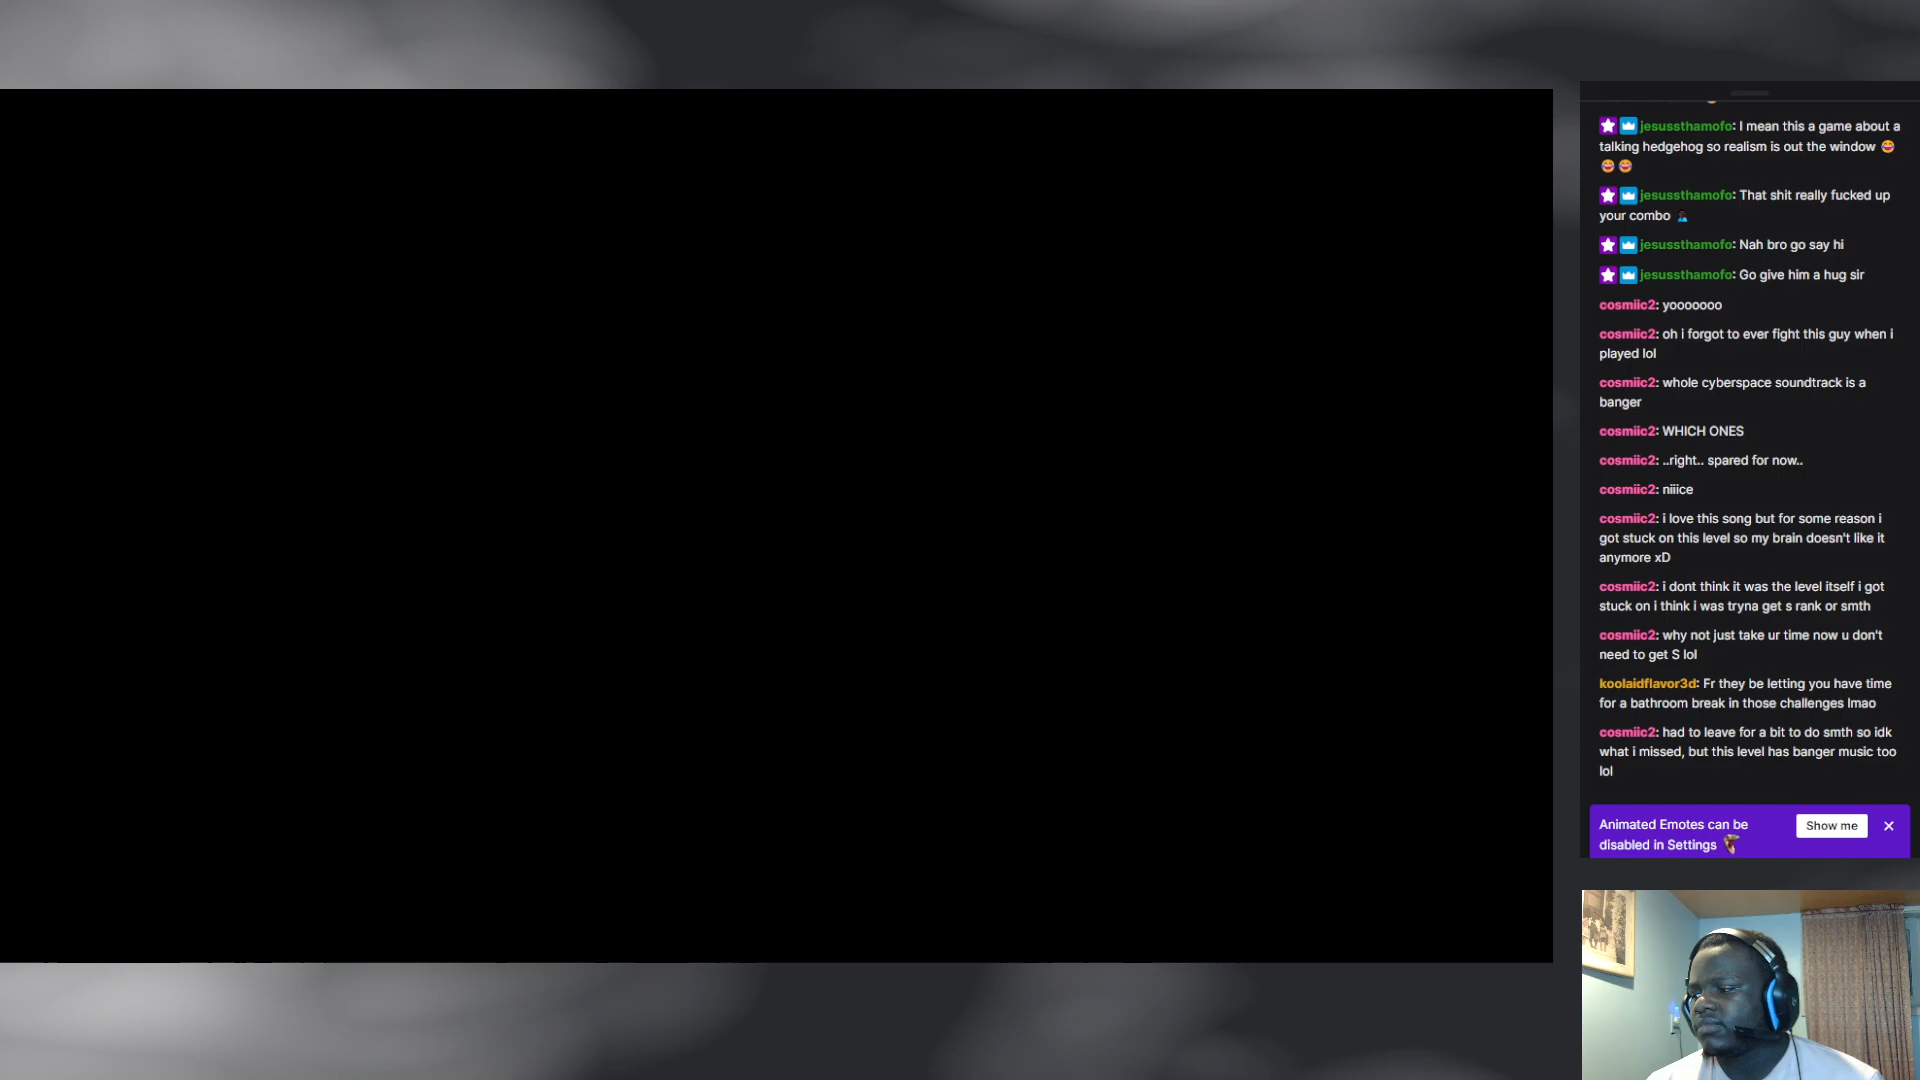 jesussthamofo: I mean this a game about a
talking hedgehog so realism is out the window
jesussthamofo: That shit really fucked up
your combo
jesussthamofo: Nah bro go say hi
jesussthamofo: Go give him a hug sir
cosmiic2: yooooooo
cosmiic2: oh i forgot to ever fight this guy when i
played lol
cosmiic2: whole cyberspace soundtrack is a
banger
cosmiic2: WHICH ONES
cosmiic2: ..right.. spared for now..
cosmiic2: niiice
cosmiic2: i love this song but for some reason i
got stuck on this level so my brain doesn't like it
anymore xD
cosmiic2: i dont think it was the level itself i got
stuck on i think i was tryna get s rank or smth
cosmiic2: why not just take ur time now u don't
need to get S lol
koolaidflavor3d: Fr they be letting you have time
for a bathroom break in those challenges lmao
cosmiic2: had to leave for a bit to do smth so idk
what i missed, but this level has banger music too
lol
Animated Emotes can be
disabled in Settings
Show me